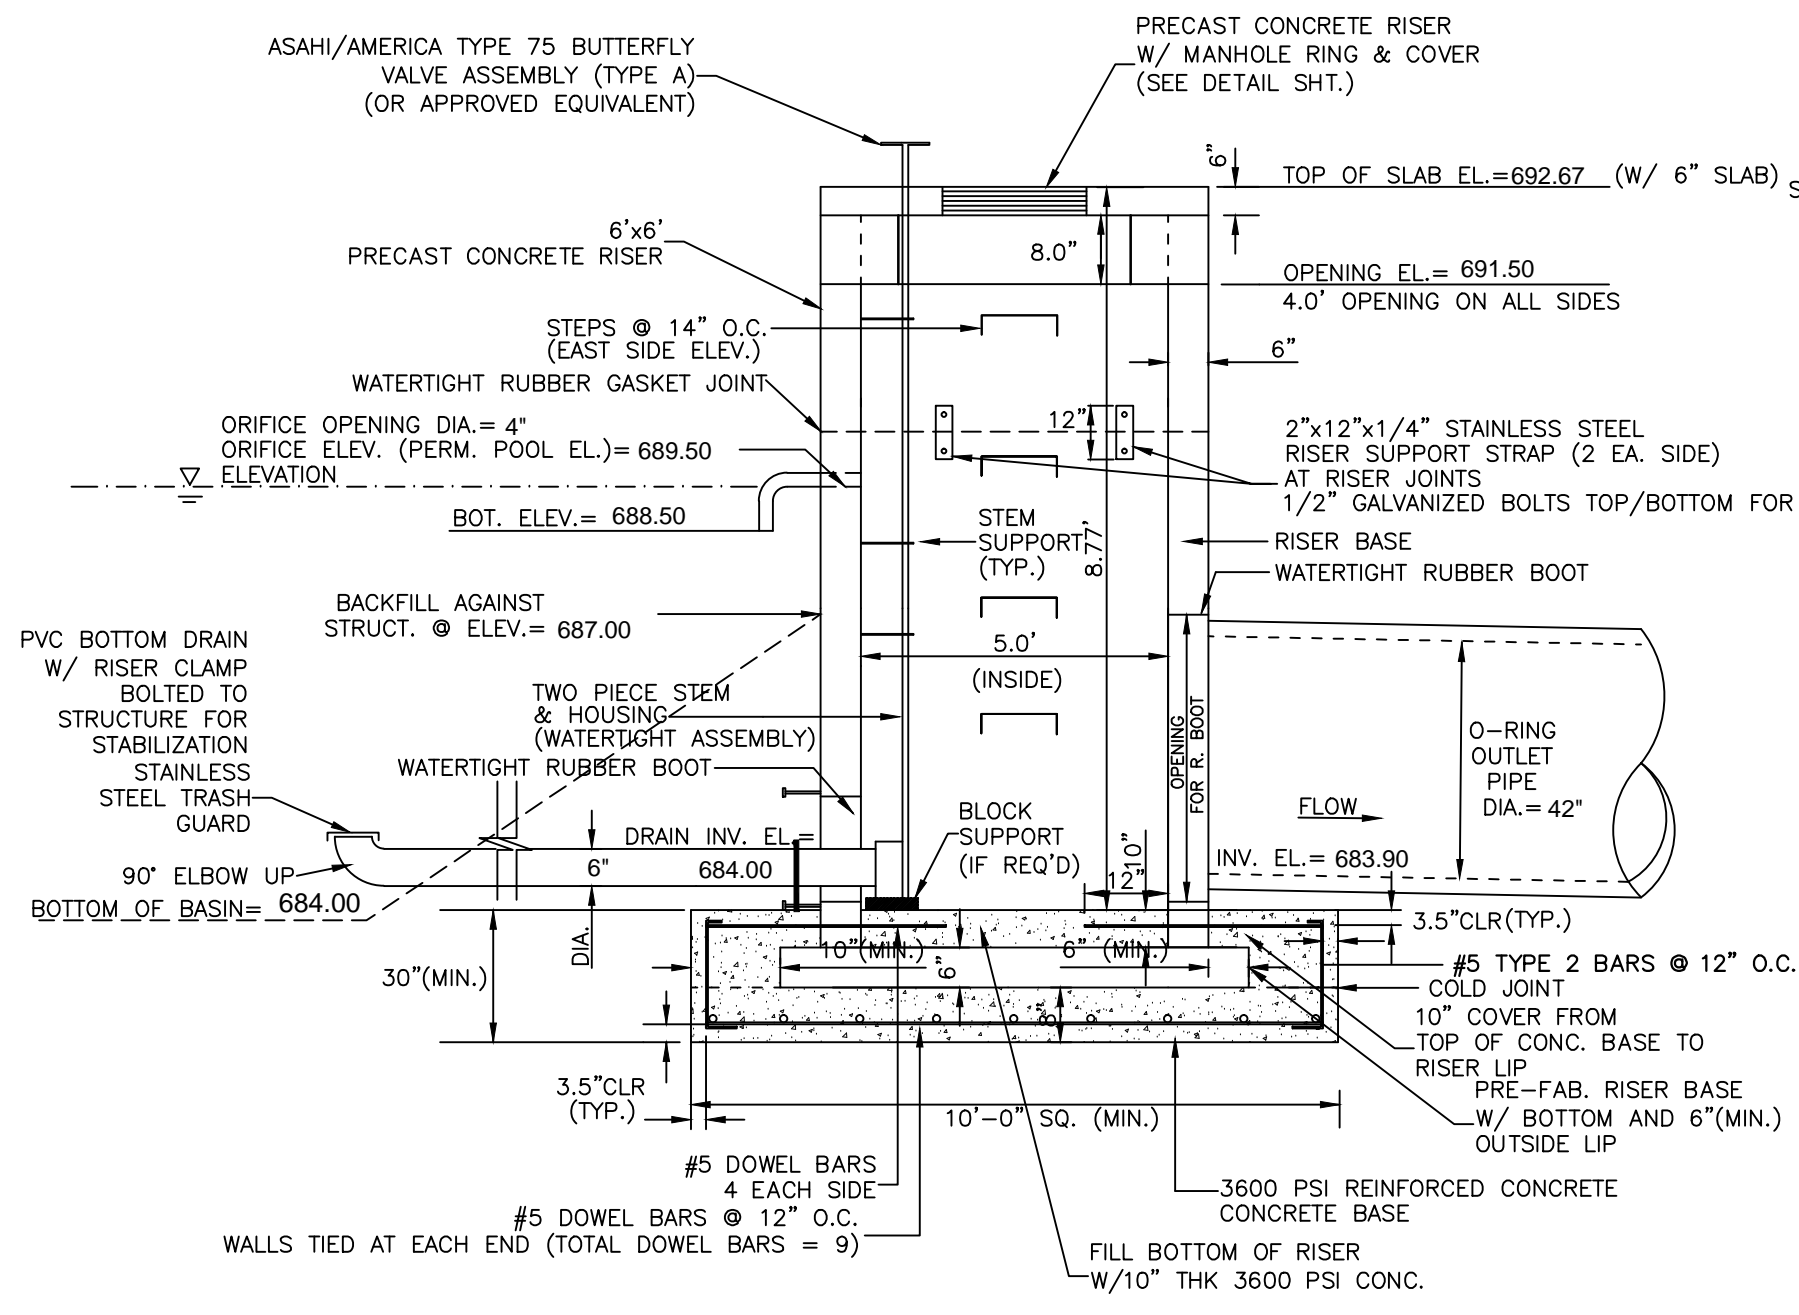 ASAHI/AMERICA TYPE 75 BUTTERFLY
VALVE ASSEMBLY (TYPE A)
(OR APPROVED EQUIVALENT)
PRECAST CONCRETE RISER
W/ MANHOLE RING & COVER
(SEE DETAIL SHT.)
6"
TOP OF SLAB EL.=692.67 (W/ 6" SLAB)
S
6'x6'
PRECAST CONCRETE RISER
8.0"
OPENING EL.= 691.50
4.0' OPENING ON ALL SIDES
STEPS @ 14" O.C.
(EAST SIDE ELEV.)
6"
WATERTIGHT RUBBER GASKET JOINT
ORIFICE OPENING DIA.= 4"
ORIFICE ELEV. (PERM. POOL EL.)= 689.50
ELEVATION
12"
2"x12"x1/4" STAINLESS STEEL
RISER SUPPORT STRAP (2 EA. SIDE)
AT RISER JOINTS
1/2" GALVANIZED BOLTS TOP/BOTTOM FOR
BOT. ELEV.= 688.50
STEM
SUPPORT
(TYP.)
8.77'
RISER BASE
WATERTIGHT RUBBER BOOT
BACKFILL AGAINST
STRUCT. @ ELEV.= 687.00
PVC BOTTOM DRAIN
W/ RISER CLAMP
BOLTED TO
STRUCTURE FOR
STABILIZATION
STAINLESS
STEEL TRASH
GUARD
5.0'
(INSIDE)
TWO PIECE STEM
& HOUSING
(WATERTIGHT ASSEMBLY)
WATERTIGHT RUBBER BOOT
OPENING
FOR R. BOOT
O-RING
OUTLET
PIPE
DIA.= 42"
FLOW
BLOCK
SUPPORT
(IF REQ'D)
DRAIN INV. EL.=
684.00
6"
DIA.
90° ELBOW UP
BOTTOM OF BASIN= 684.00
10"
12"
INV. EL.= 683.90
3.5"CLR(TYP.)
30"(MIN.)
10"(MIN.)
6"
6" (MIN.)
8"
#5 TYPE 2 BARS @ 12" O.C.
COLD JOINT
10" COVER FROM
TOP OF CONC. BASE TO
RISER LIP
PRE-FAB. RISER BASE
W/ BOTTOM AND 6"(MIN.)
OUTSIDE LIP
3.5"CLR
(TYP.)
10'-0" SQ. (MIN.)
#5 DOWEL BARS
4 EACH SIDE
#5 DOWEL BARS @ 12" O.C.
WALLS TIED AT EACH END (TOTAL DOWEL BARS = 9)
3600 PSI REINFORCED CONCRETE
CONCRETE BASE
FILL BOTTOM OF RISER
W/10" THK 3600 PSI CONC.